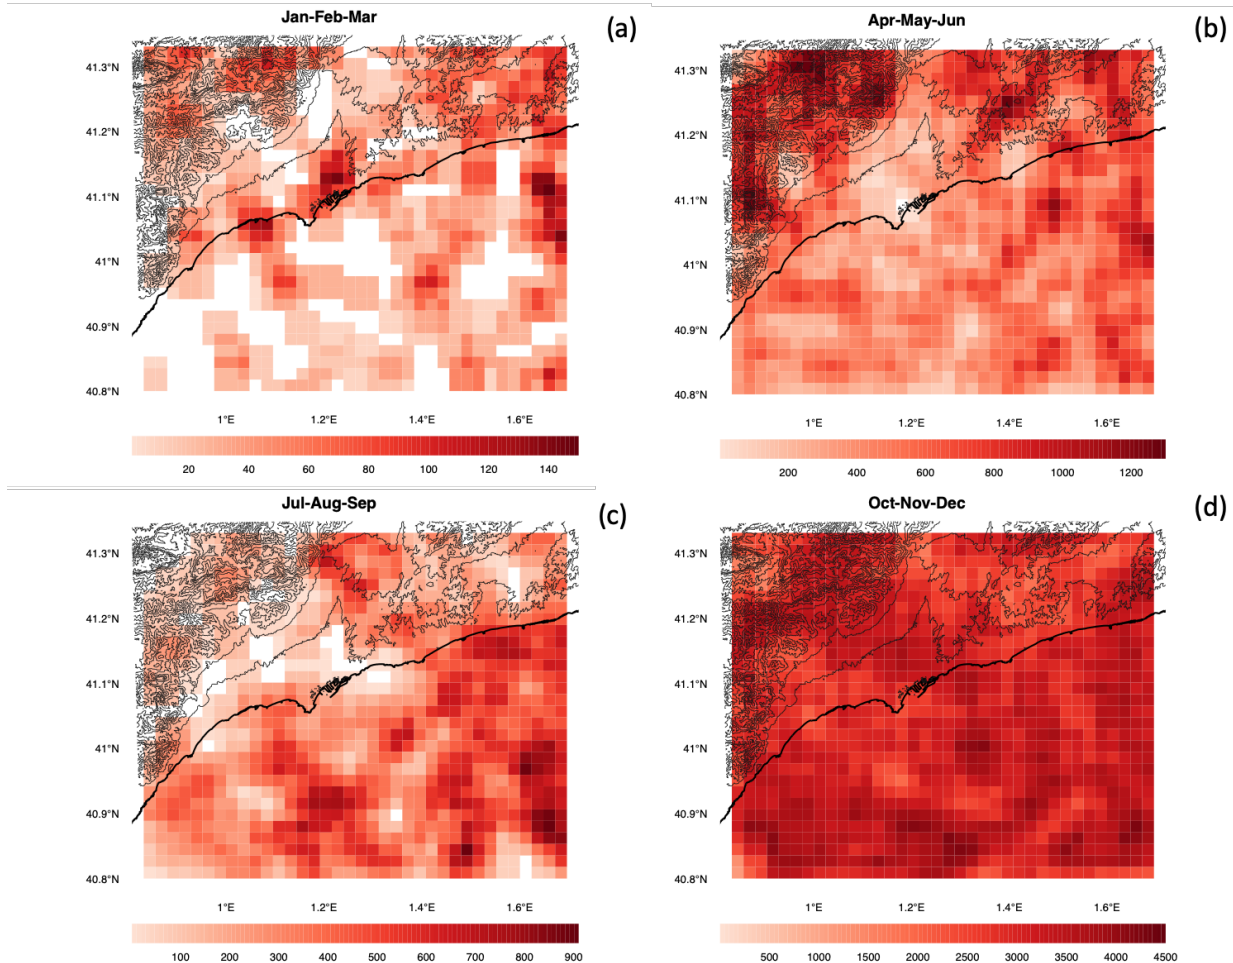 Jan-Feb-Mar
(a)
41.3°N
41.2°N
41.1°N
41°N
40.9°N
40.8°N
1°E 1.2°E 1.4°E 1.6°E
20 40 60 80 100 120 140
Apr-May-Jun
(b)
41.3°N
41.2°N
41.1°N
41°N
40.9°N
40.8°N
1°E 1.2°E 1.4°E 1.6°E
200 400 600 800 1000 1200
Jul-Aug-Sep
(c)
41.3°N
41.2°N
41.1°N
41°N
40.9°N
40.8°N
1°E 1.2°E 1.4°E 1.6°E
100 200 300 400 500 600 700 800 900
Oct-Nov-Dec
(d)
41.3°N
41.2°N
41.1°N
41°N
40.9°N
40.8°N
1°E 1.2°E 1.4°E 1.6°E
500 1000 1500 2000 2500 3000 3500 4000 4500